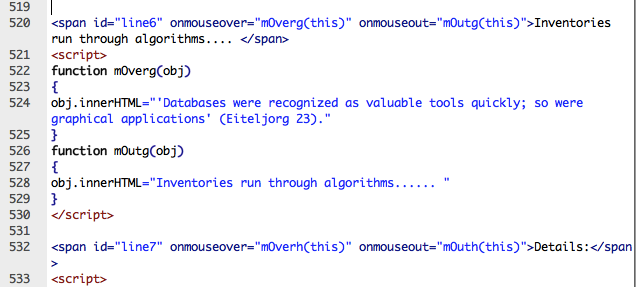 519
520 <span id="line6" onmouseover="mOverg(this)" onmouseout="mOutg(this)">Inventories
run through algorithms.... </span>
521 <script>
522 function mOverg(obj)
523 {
524 obj.innerHTML="'Databases were recognized as valuable tools quickly; so were
graphical applications' (Eiteljorg 23)."
525 }
526 function mOutg(obj)
527 {
528 obj.innerHTML="Inventories run through algorithms...... "
529 }
530 </script>
531
532 <span id="line7" onmouseover="mOverh(this)" onmouseout="mOuth(this)">Details:</span
>
533 <script>